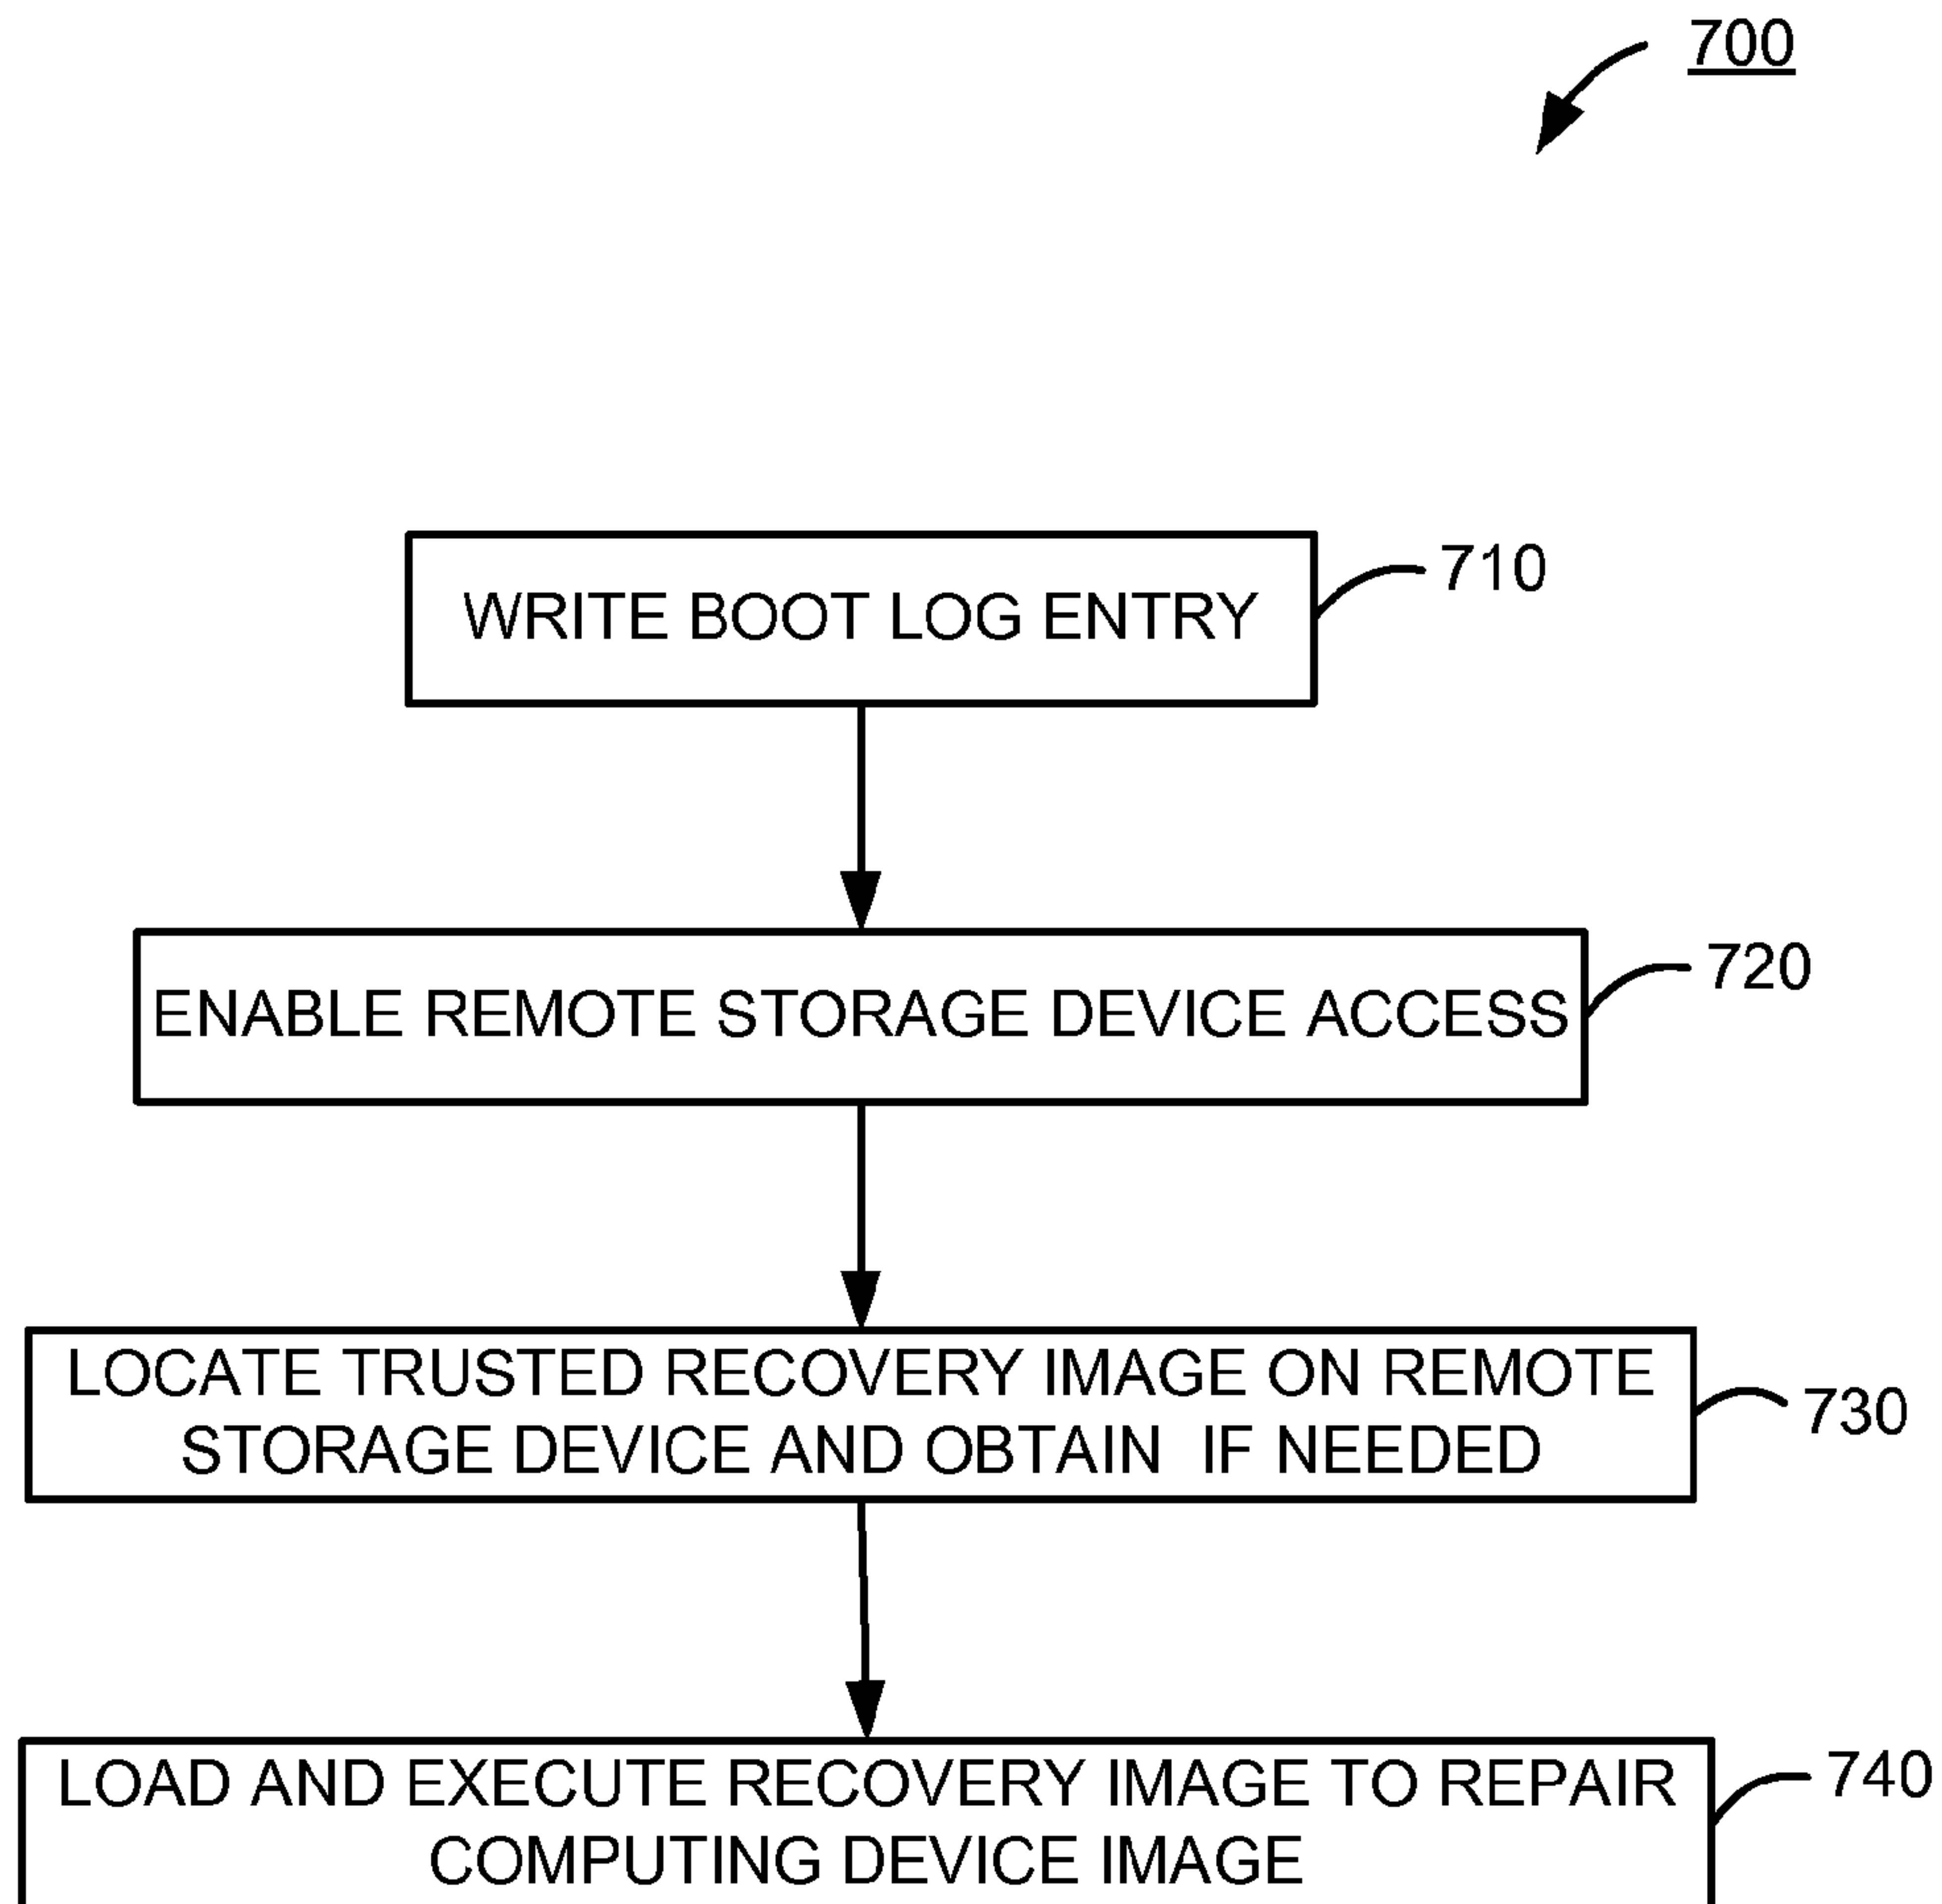 700
WRITE BOOT LOG ENTRY
710
ENABLE REMOTE STORAGE DEVICE ACCESS
720
LOCATE TRUSTED RECOVERY IMAGE ON REMOTE
STORAGE DEVICE AND OBTAIN IF NEEDED
730
LOAD AND EXECUTE RECOVERY IMAGE TO REPAIR
COMPUTING DEVICE IMAGE
740